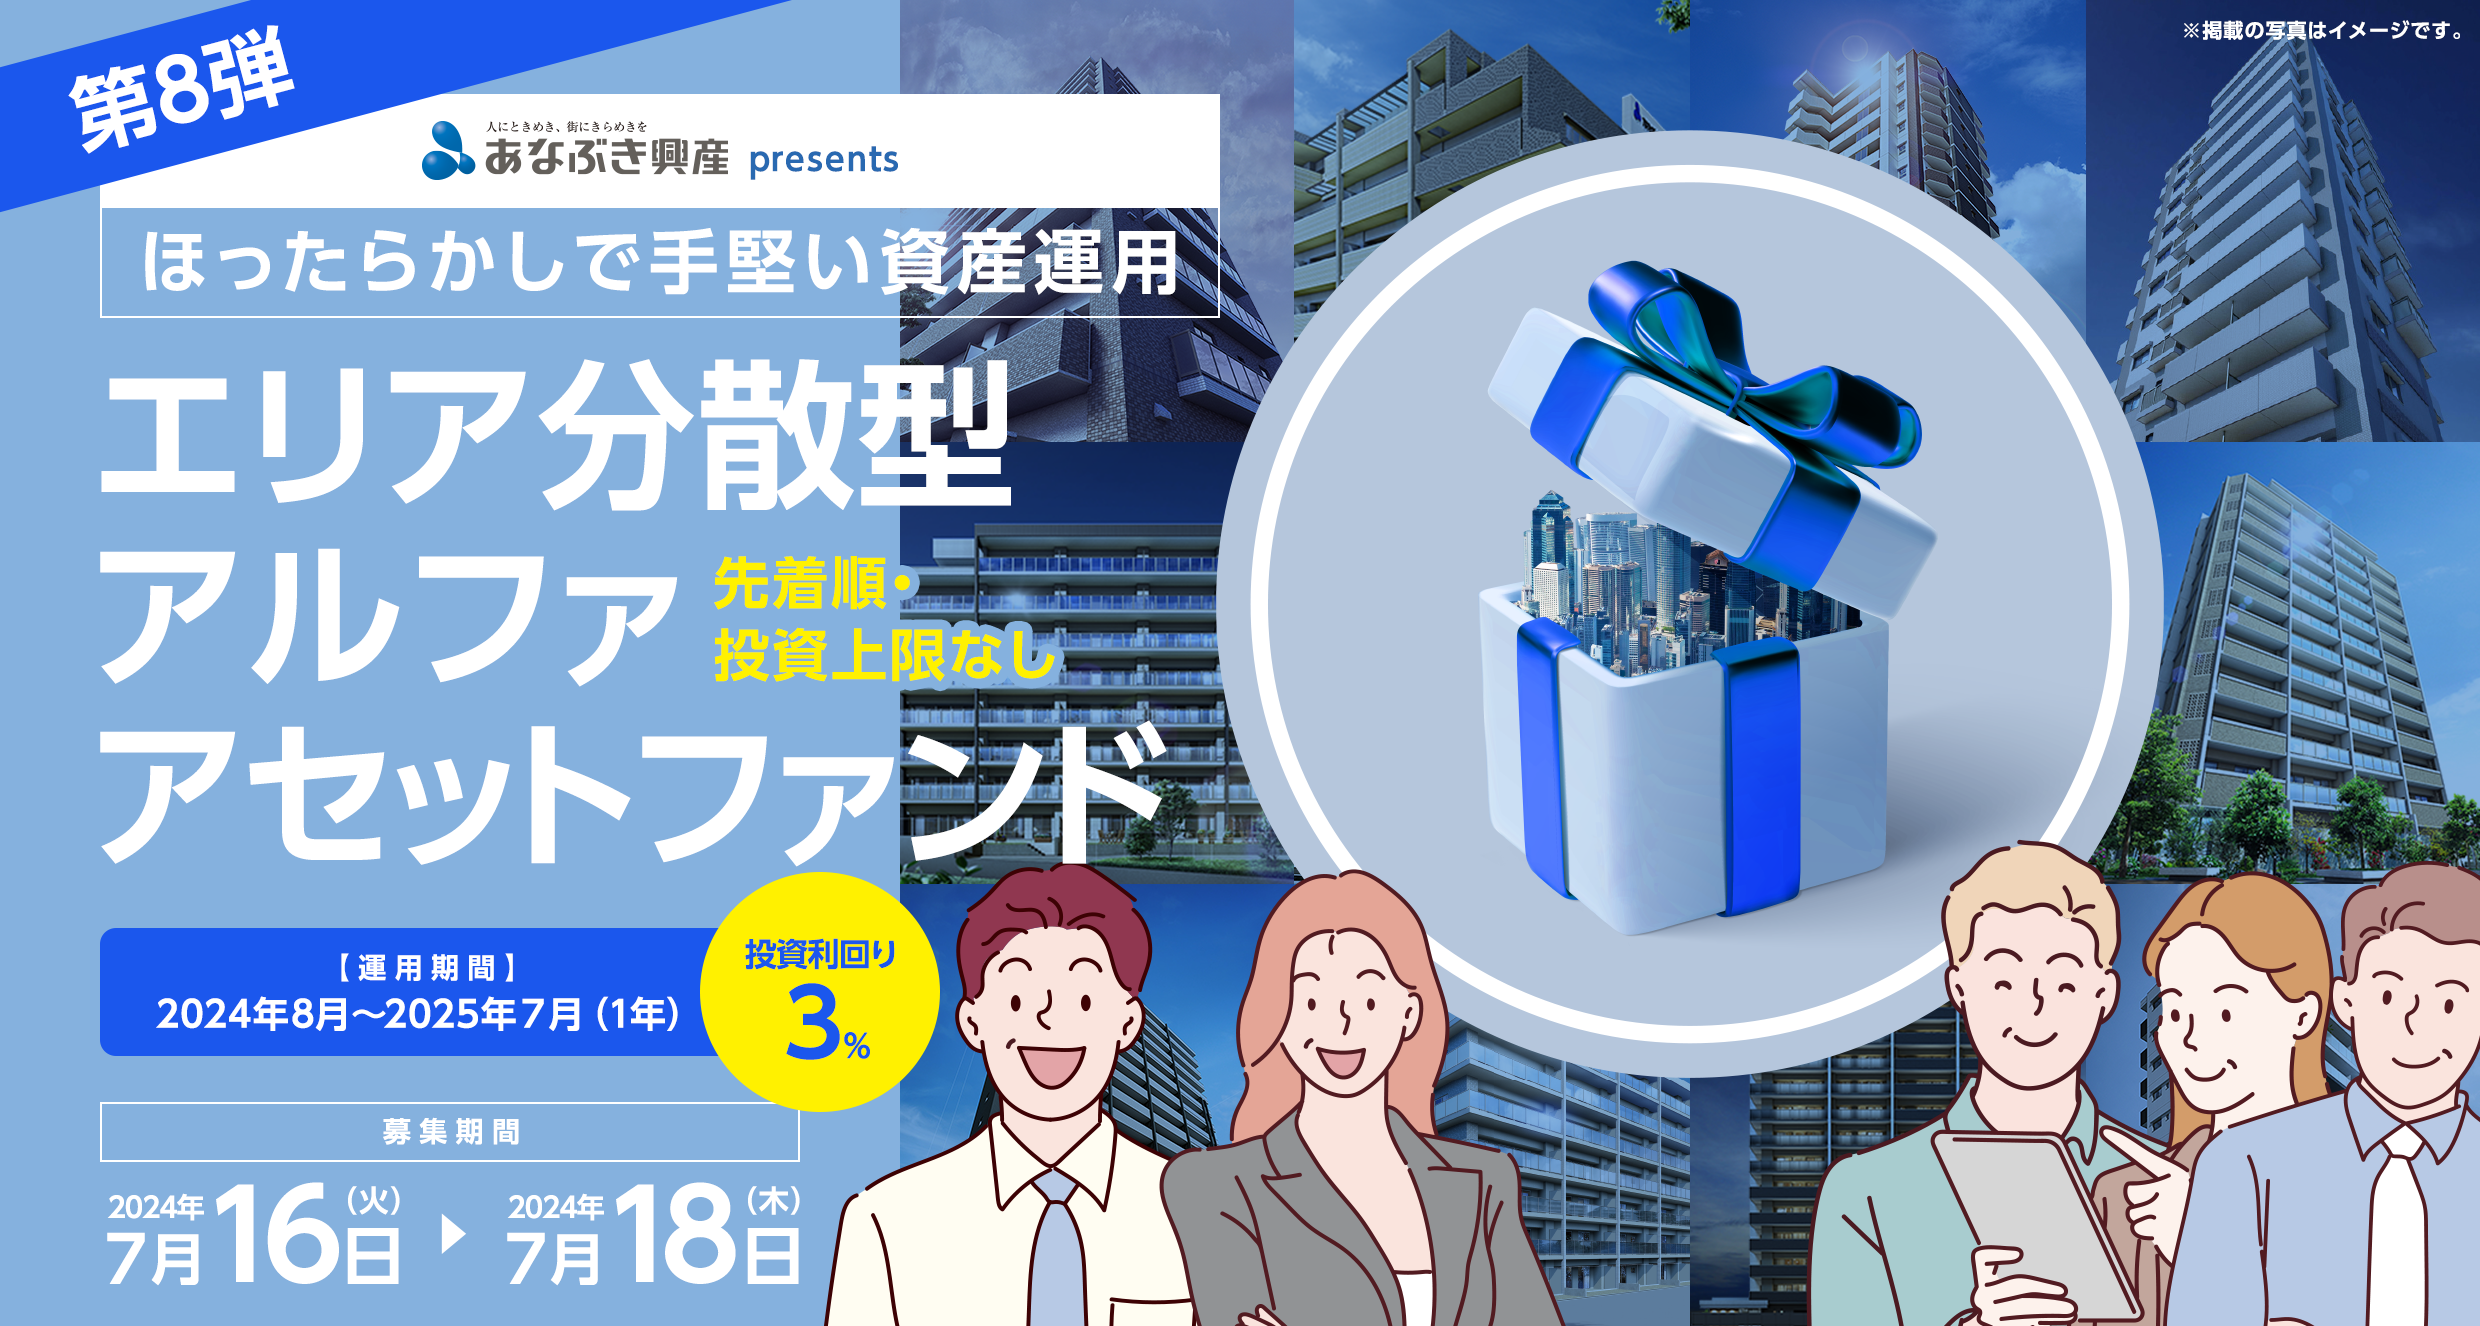 第8弾
※掲載の写真はイメージです。
人にときめき、街にきらめきを
あなぶき興産 presents
ほったらかしで手堅い資産運用
エリア分散型
アルファ
先着順・
投資上限なし
アセットファンド
【運用期間】
2024年8月～2025年7月（1年）
投資利回り
3%
募集期間
2024年7月16日（火）▶2024年7月18日（木）